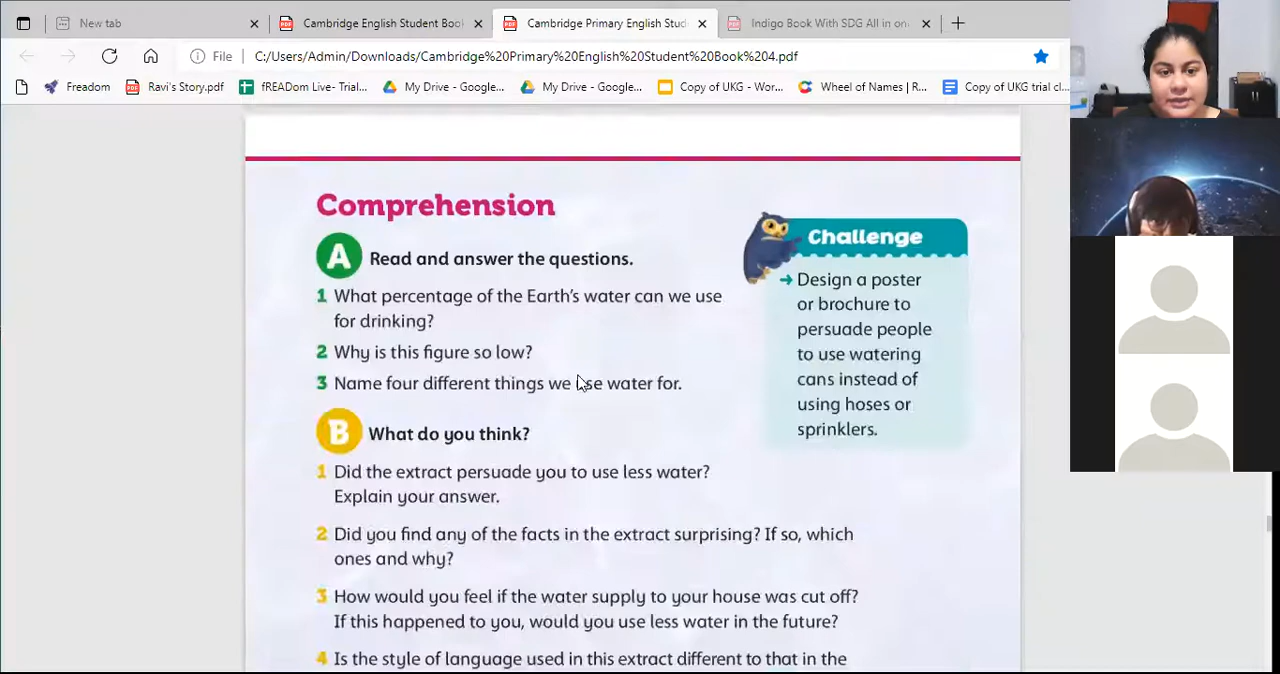 New tab
Cambridge English Student Boo
Cambridge Primary English Stud
Indigo Book With SDG All in on
File
C:/Users/Admin/Downloads/Cambridge%20Primary%20English%20Student%20Book%204.pdf
Freadom
Ravi's Story.pdf
fREADom Live- Trial...
My Drive - Google...
My Drive - Google...
Copy of UKG - Wor...
Wheel of Names | R...
Copy of UKG trial cl...
Comprehension
A Read and answer the questions.
1 What percentage of the Earth's water can we use
for drinking?
2 Why is this figure so low?
3 Name four different things we use water for.
Challenge
→ Design a poster
or brochure to
persuade people
to use watering
cans instead of
using hoses or
sprinklers.
B What do you think?
1 Did the extract persuade you to use less water?
Explain your answer.
2 Did you find any of the facts in the extract surprising? If so, which
ones and why?
3 How would you feel if the water supply to your house was cut off?
If this happened to you, would you use less water in the future?
4 Is the style of language used in this extract different to that in the